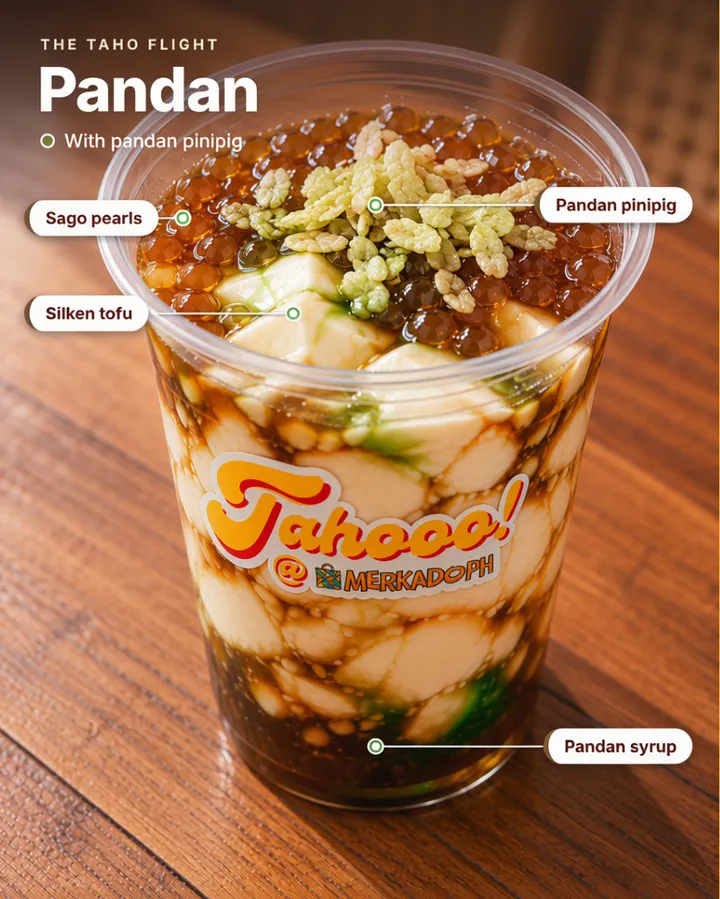 THE TAHO FLIGHT
Pandan
With pandan pinipig
Sago pearls
Pandan pinipig
Silken tofu
Tahooo!
@ MERKADOPH
Pandan syrup